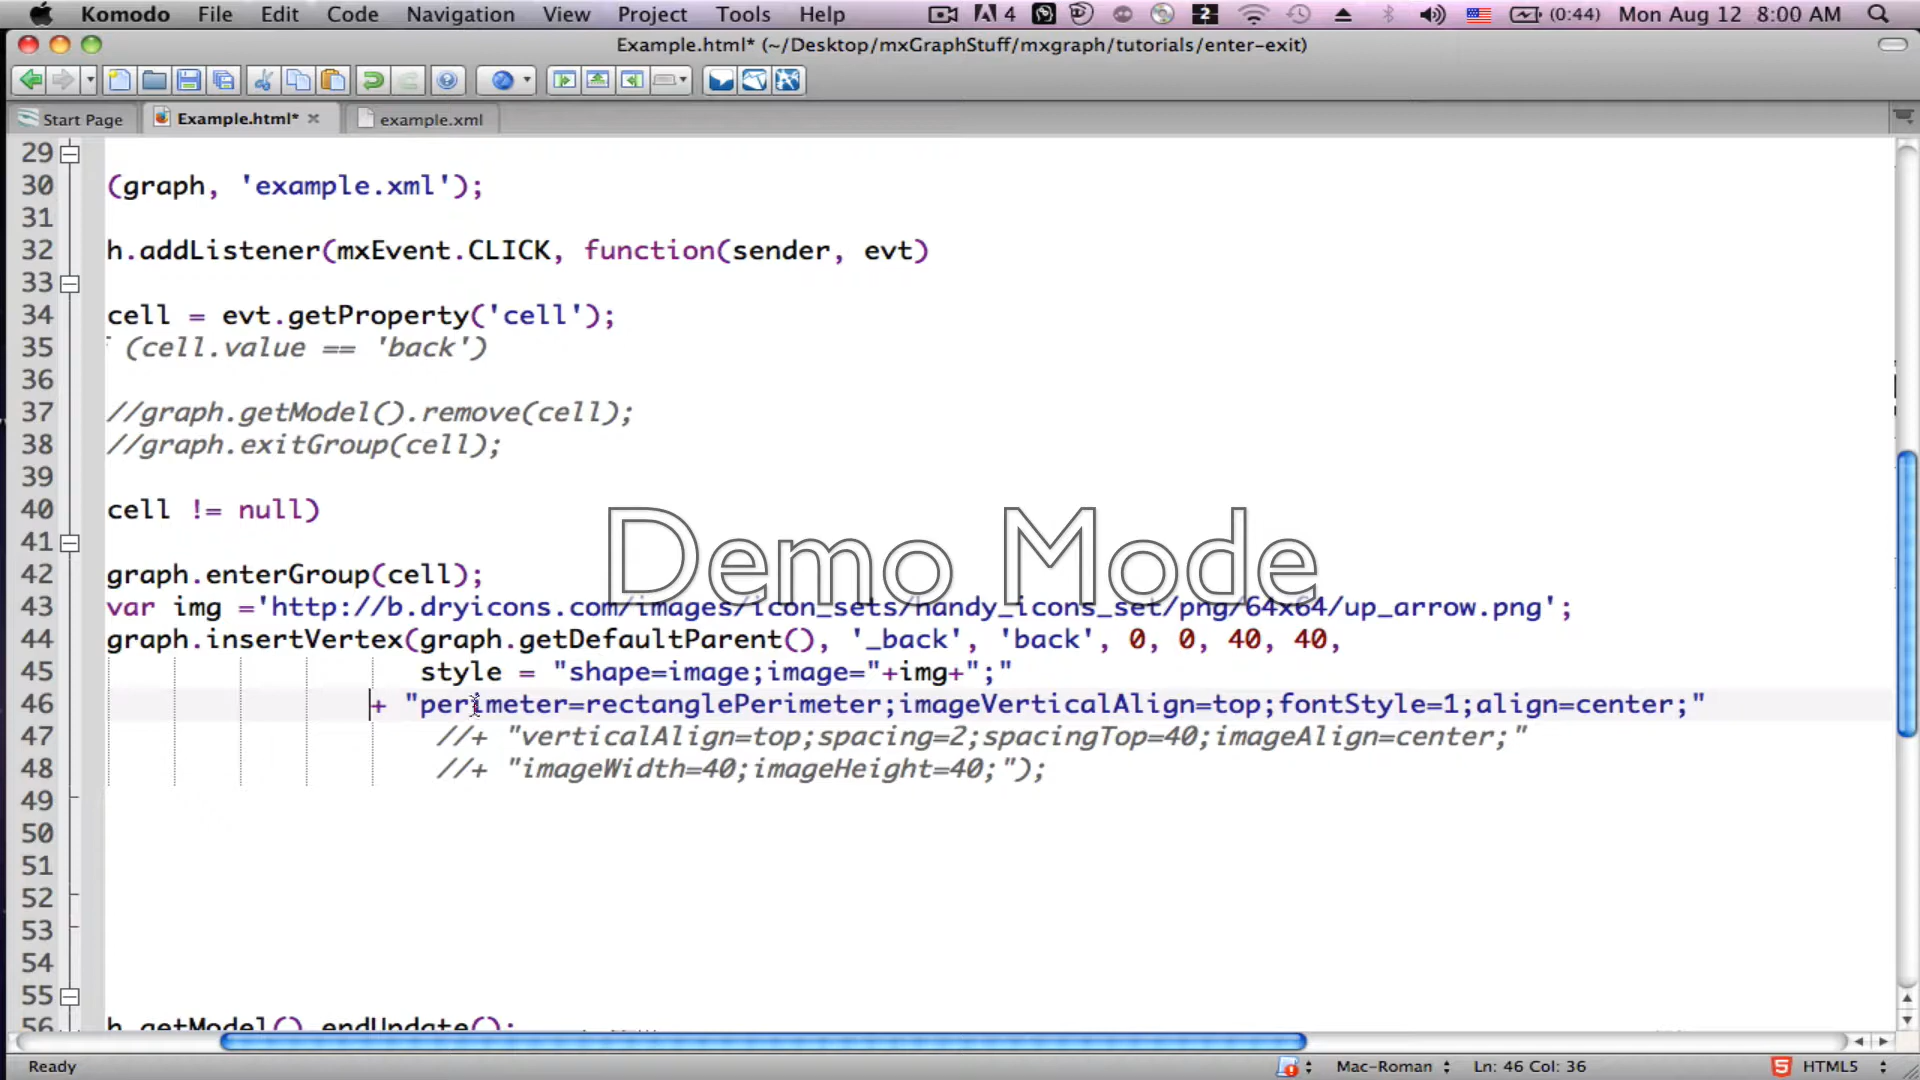 Komodo File Edit Code Navigation View Project Tools Help 4 2 (0:44) Mon Aug 12 8:00 AM
Example.html* (~/Desktop/mxGraphStuff/mxgraph/tutorials/enter-exit)
Start Page Example.html* example.xml
29
30 (graph, 'example.xml');
31
32 h.addListener(mxEvent.CLICK, function(sender, evt)
33
34 cell = evt.getProperty('cell');
35 (cell.value == 'back')
36
37 //graph.getModel().remove(cell);
38 //graph.exitGroup(cell);
39
40 cell != null)
41
Demo Mode
42 graph.enterGroup(cell);
43 var img ='http://b.dryicons.com/images/icon_sets/handy_icons_set/png/64x64/up_arrow.png';
44 graph.insertVertex(graph.getDefaultParent(), '_back', 'back', 0, 0, 40, 40,
45 style = "shape=image;image="+img+";"
46 + "perimeter=rectanglePerimeter;imageVerticalAlign=top;fontStyle=1;align=center;"
47 //+ "verticalAlign=top;spacing=2;spacingTop=40;imageAlign=center;"
48 //+ "imageWidth=40;imageHeight=40;");
49
50
51
52
53
54
55
56 h.getModel().endUpdate();
Ready Mac-Roman Ln: 46 Col: 36 HTML5